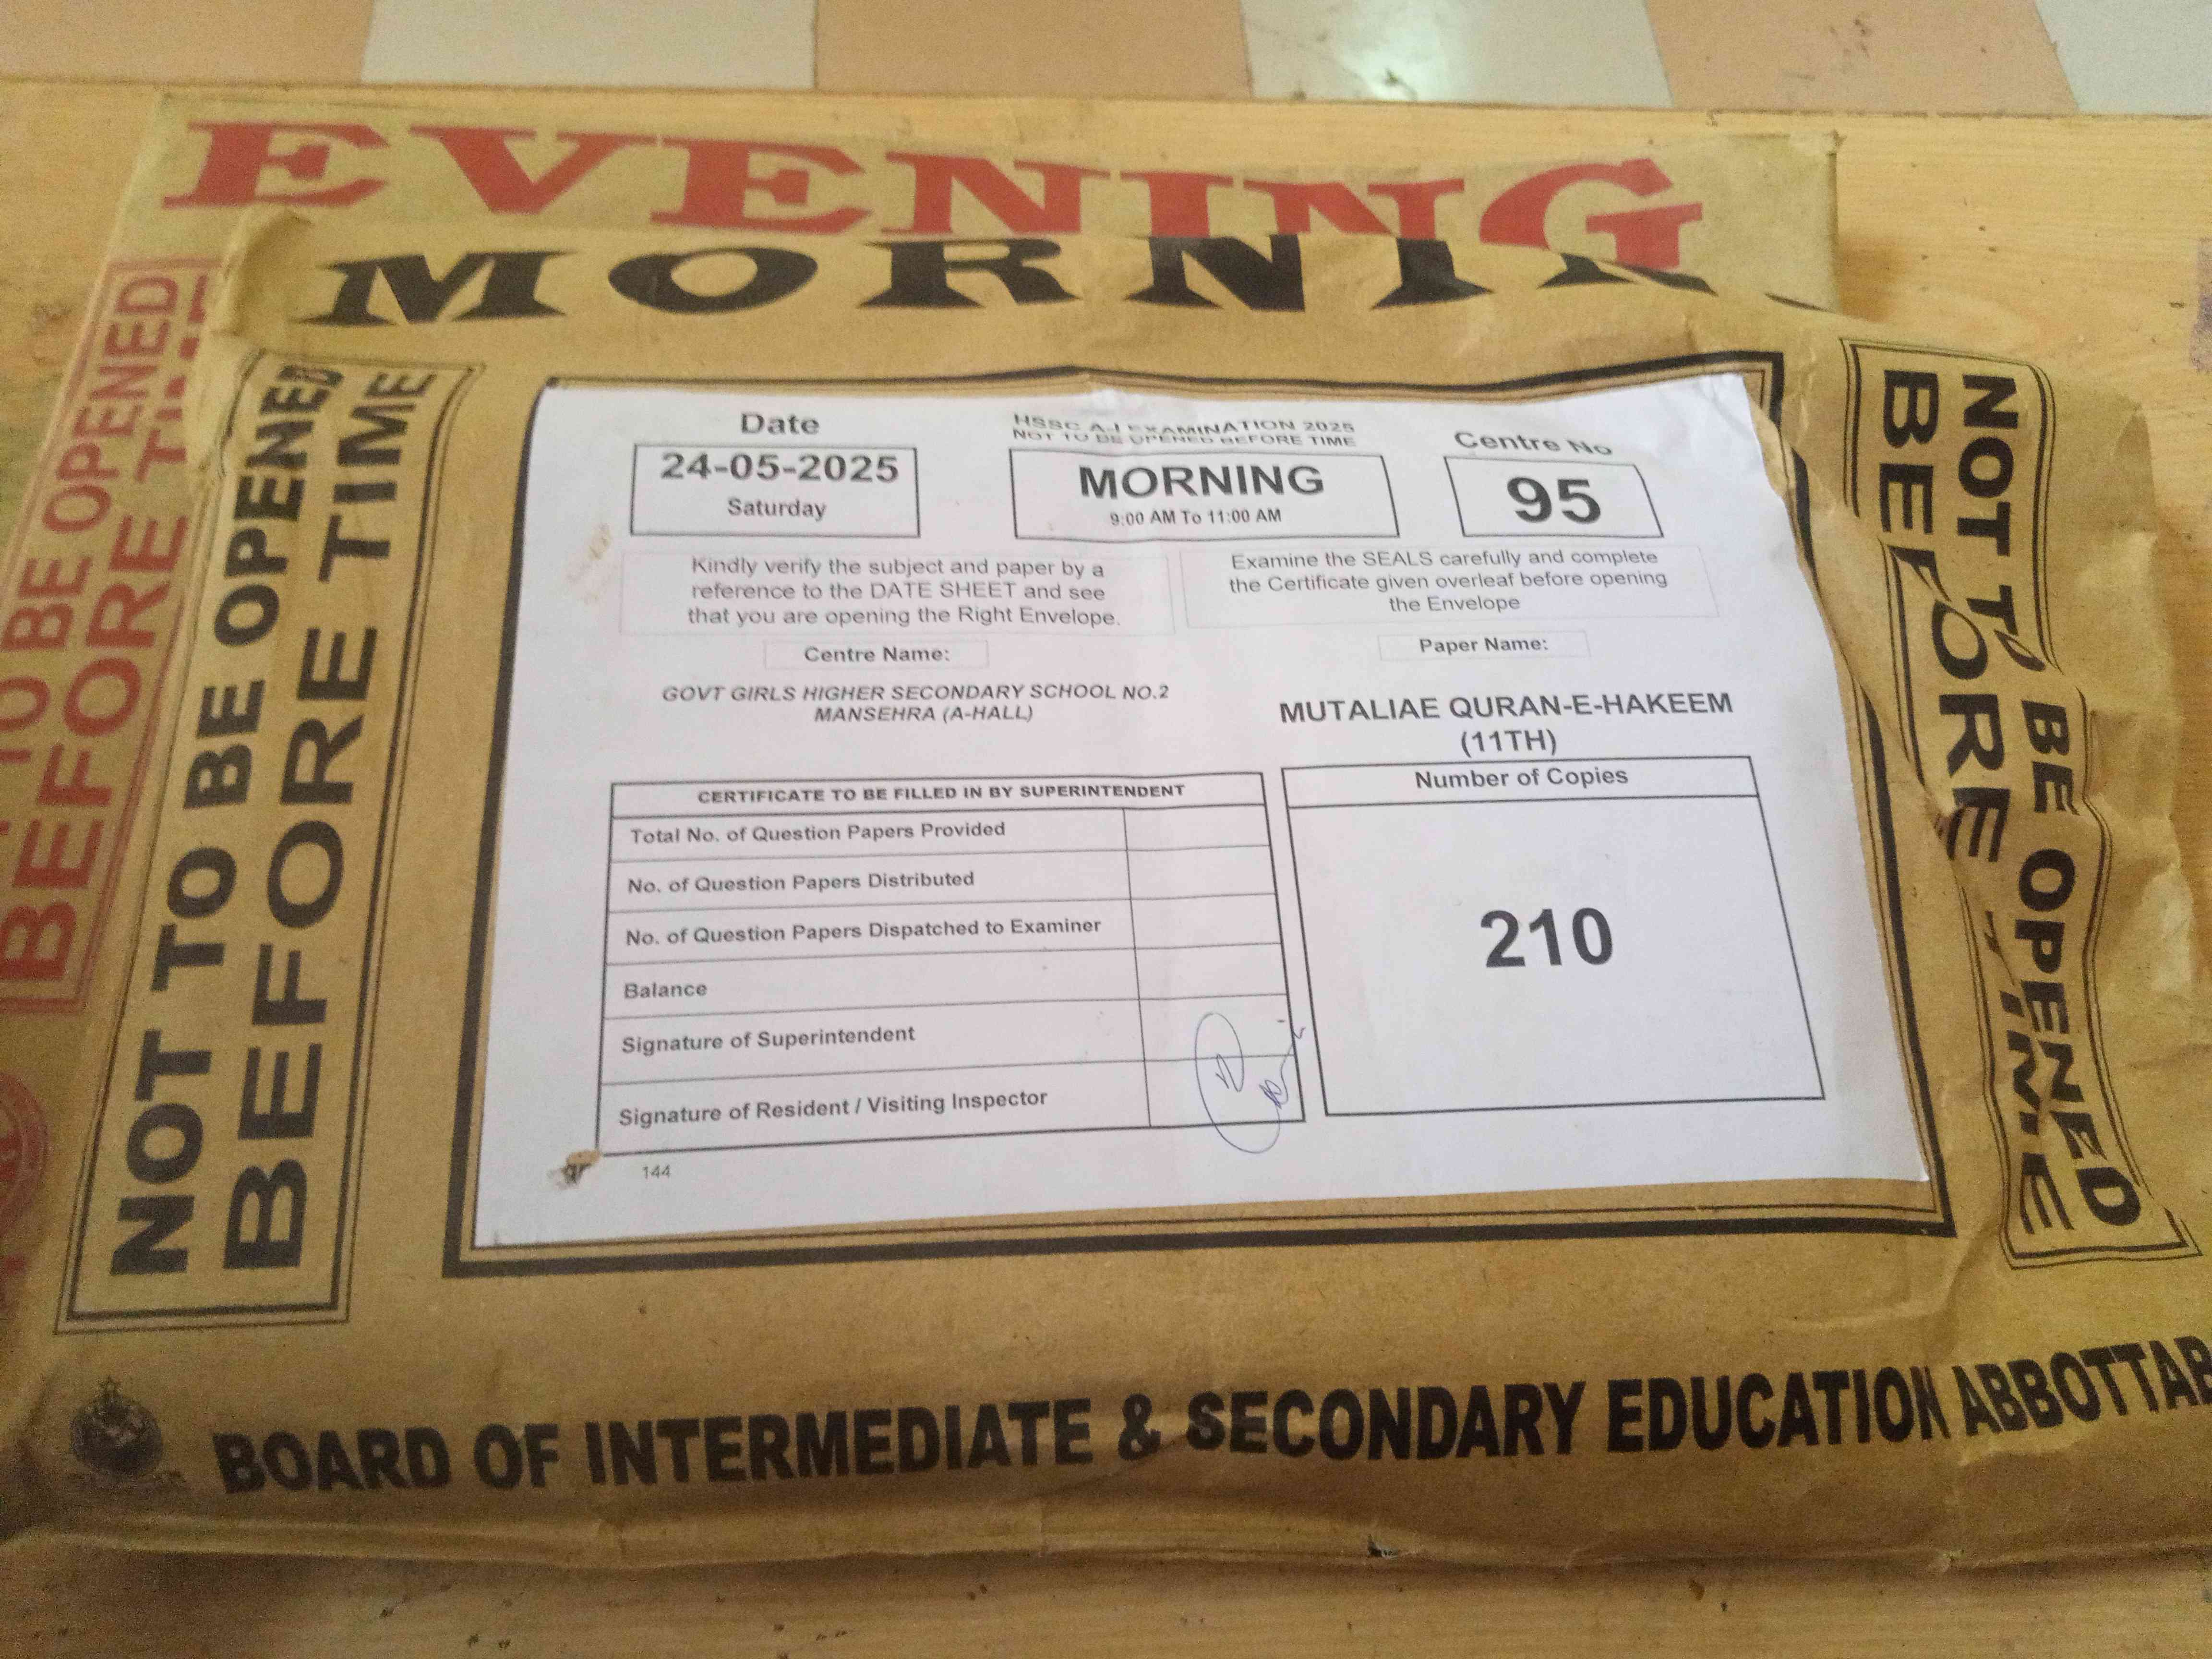 EVENING
MORNI
NOT TO BE OPENED
BEFORE TIME
TO BE OPENED
BEFORE
Date
24-05-2025
Saturday
HSSC A-I EXAMINATION 2025
NOT TO BE OPENED BEFORE TIME
MORNING
9:00 AM To 11:00 AM
Centre No
95
Kindly verify the subject and paper by a
reference to the DATE SHEET and see
that you are opening the Right Envelope.
Examine the SEALS carefully and complete
the Certificate given overleaf before opening
the Envelope
Centre Name:
GOVT GIRLS HIGHER SECONDARY SCHOOL NO.2
MANSEHRA (A-HALL)
Paper Name:
MUTALIAE QURAN-E-HAKEEM
(11TH)
CERTIFICATE TO BE FILLED IN BY SUPERINTENDENT
Total No. of Question Papers Provided
No. of Question Papers Distributed
No. of Question Papers Dispatched to Examiner
Balance
Signature of Superintendent
Signature of Resident / Visiting Inspector
Number of Copies
210
144
NOT TO BE OPENED
BEFORE TIME
BOARD OF INTERMEDIATE & SECONDARY EDUCATION ABBOTTAB